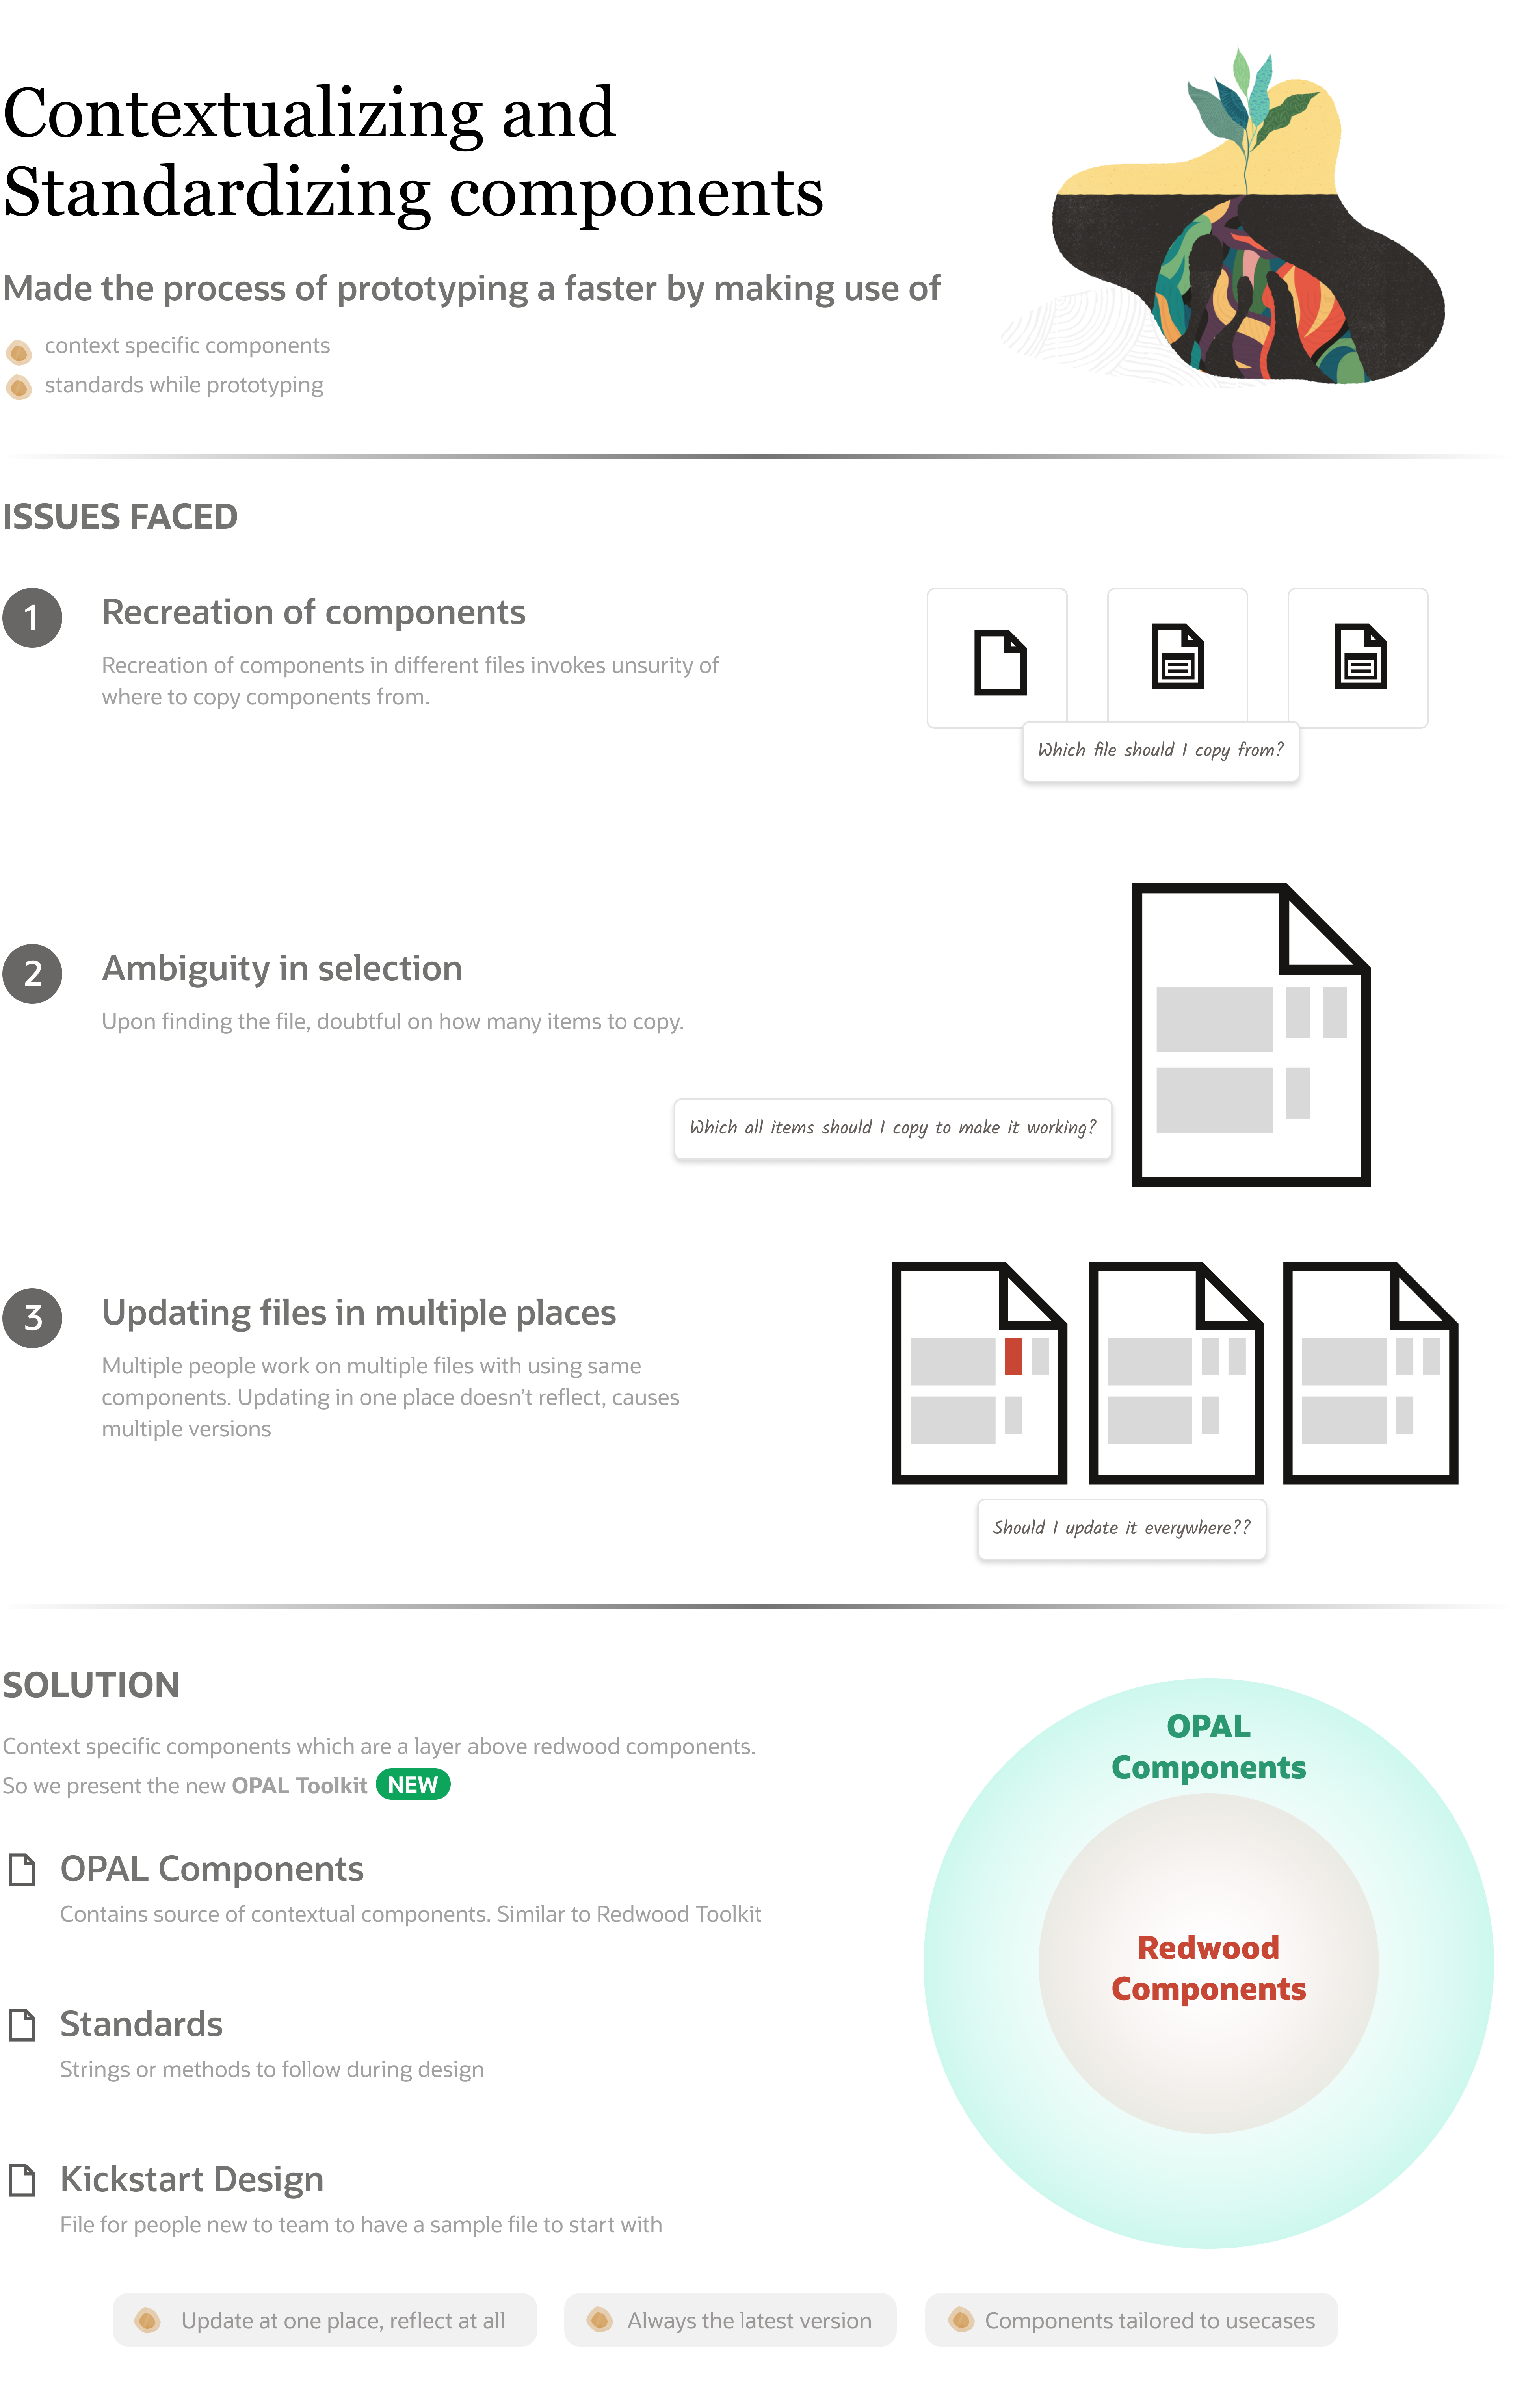 Contextualizing and
Standardizing components
Made the process of prototyping a faster by making use of
context specific components
standards while prototyping
ISSUES FACED
1
Recreation of components
Recreation of components in different files invokes unsurity of
where to copy components from.
Which file should I copy from?
2
Ambiguity in selection
Upon finding the file, doubtful on how many items to copy.
Which all items should I copy to make it working?
3
Updating files in multiple places
Multiple people work on multiple files with using same
components. Updating in one place doesn’t reflect, causes
multiple versions
Should I update it everywhere??
SOLUTION
Context specific components which are a layer above redwood components.
So we present the new OPAL Toolkit NEW
OPAL Components
Contains source of contextual components. Similar to Redwood Toolkit
Standards
Strings or methods to follow during design
Kickstart Design
File for people new to team to have a sample file to start with
OPAL
Components
Redwood
Components
Update at one place, reflect at all
Always the latest version
Components tailored to usecases